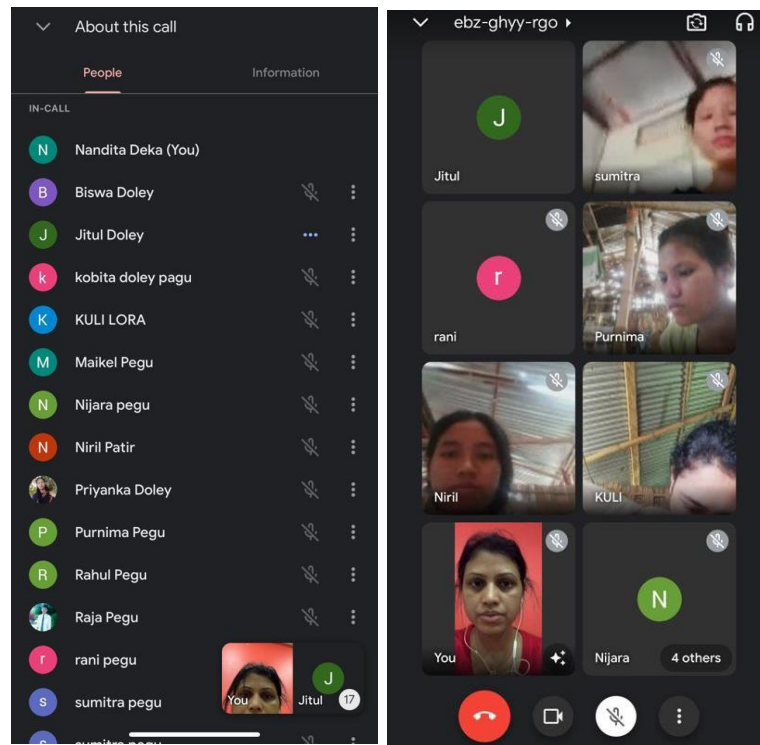 About this call
People
Information
IN-CALL
N
Nandita Deka (You)
B
Biswa Doley
J
Jitul Doley
k
kobita doley pagu
K
KULI LORA
M
Maikel Pegu
N
Nijara pegu
N
Niril Patir
Priyanka Doley
P
Purnima Pegu
R
Rahul Pegu
Raja Pegu
r
rani pegu
s
sumitra pegu
sumitra pegu
You
J
Jitul
17
ebz-ghyy-rgo
J
Jitul
sumitra
r
rani
Purnima
Niril
KULI
You
N
Nijara
4 others